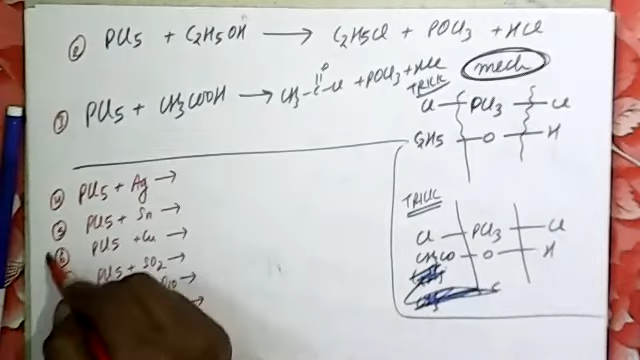 ② PCl5 + C2H5OH → C2H5Cl + POCl3 + HCl
③ PCl5 + CH3COOH → CH3-C-Cl + POCl3 + HCl
O
mech
TRICK
Cl PCl3 Cl
C2H5 O H
④ PCl5 + Ag →
⑤ PCl5 + Sn →
⑥ PCl5 + Cu →
PCl5 + SO2 →
TRICK
Cl PCl3 Cl
CH3CO O H